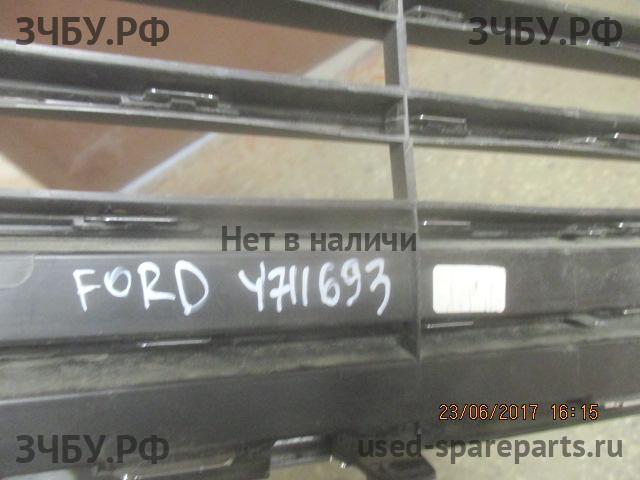 ЗЧБУ.РФ ЗЧБУ.РФ
Нет в наличи
FORD Y711693
23/06/2017 16:15
ЗЧБУ.РФ used-spareparts.ru